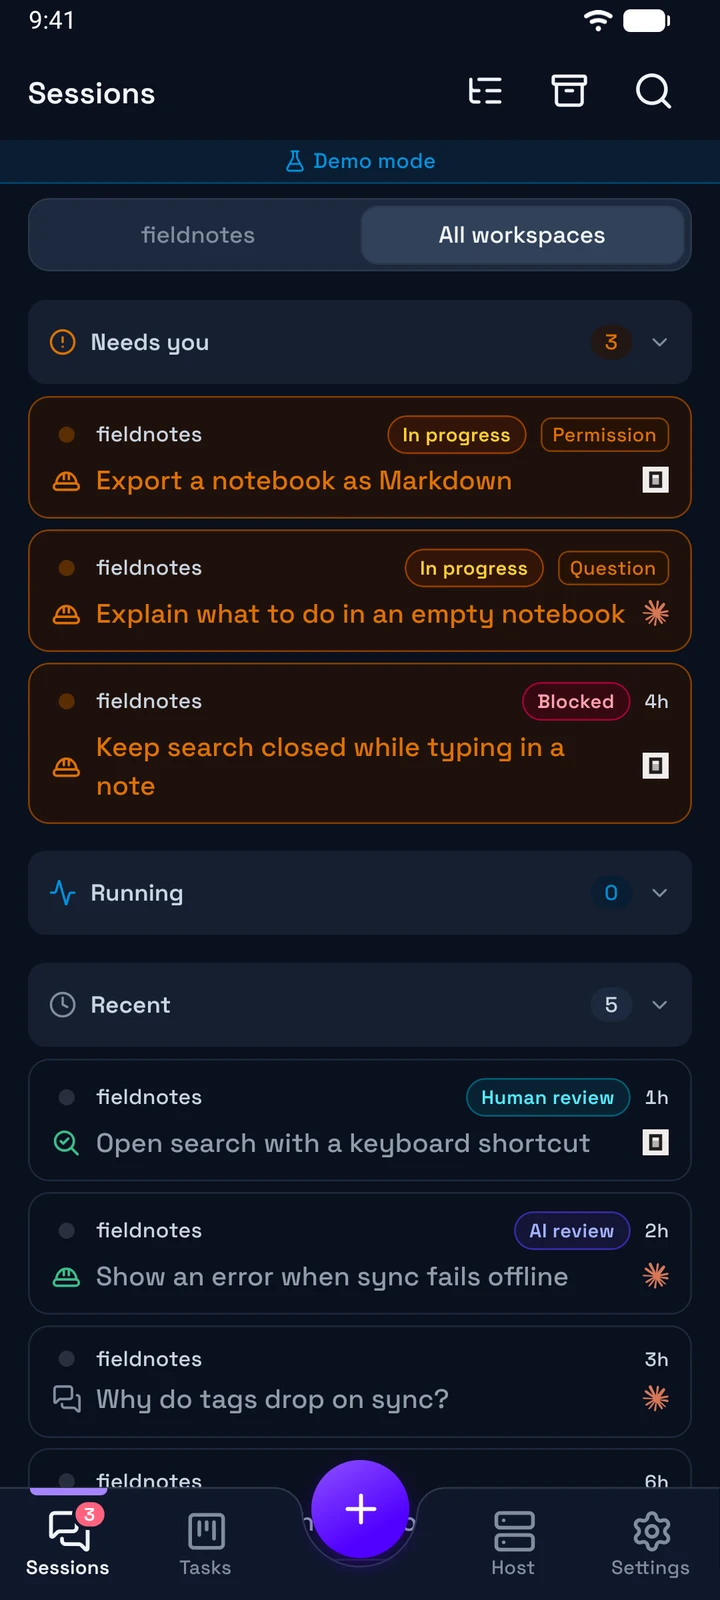 9:41
Sessions
Demo mode
fieldnotes
All workspaces
Needs you
3
fieldnotes
In progress
Permission
Export a notebook as Markdown
fieldnotes
In progress
Question
Explain what to do in an empty notebook
fieldnotes
Blocked
4h
Keep search closed while typing in a
note
Running
0
Recent
5
fieldnotes
Human review
1h
Open search with a keyboard shortcut
fieldnotes
AI review
2h
Show an error when sync fails offline
fieldnotes
3h
Why do tags drop on sync?
fieldnotes
6h
3
Sessions
Tasks
Host
Settings